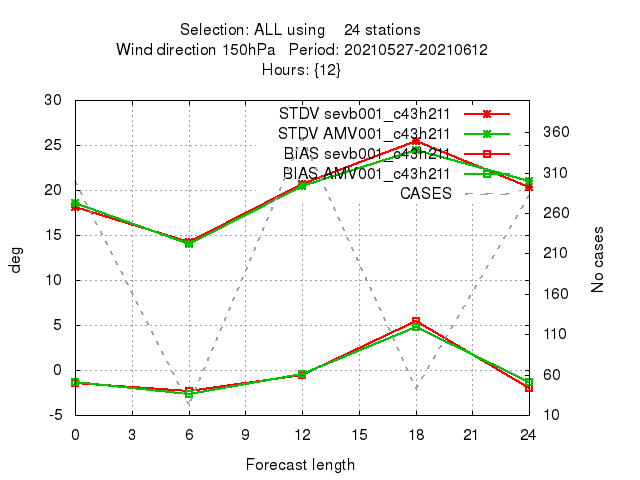 Selection: ALL using    24 stations
Wind direction 150hPa   Period: 20210527-20210612
Hours: {12}
STDV sevb001_c43h211
STDV AMV001_c43h211
BIAS sevb001_c43h211
BIAS AMV001_c43h211
CASES
30
25
20
15
10
5
0
-5
deg
360
310
260
210
160
110
60
10
No cases
0 3 6 9 12 15 18 21 24
Forecast length